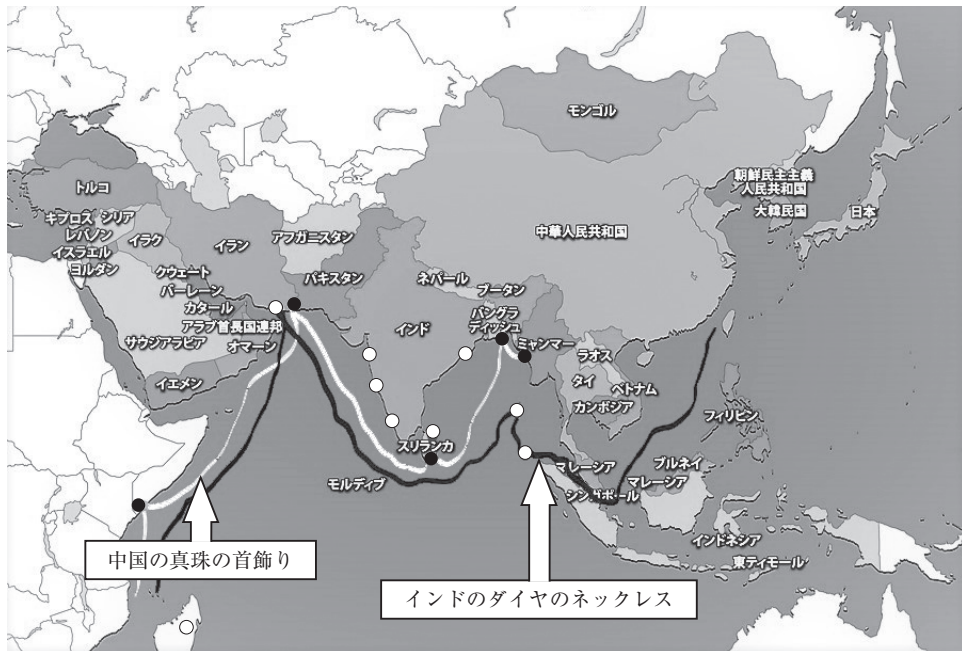 モンゴル
朝鮮民主主義
人民共和国
大韓民国
日本
トルコ
キプロス
シリア
レバノン
イラク
イラン
アフガニスタン
中華人民共和国
イスラエル
ヨルダン
クウェート
パキスタン
ネパール
ブータン
バーレーン
カタール
バングラ
ディッシュ
アラブ首長国連邦
インド
ミャンマー
サウジアラビア
オマーン
ラオス
イエメン
タイ
ベトナム
カンボジア
フィリピン
スリランカ
モルディブ
マレーシア
ブルネイ
マレーシア
シンガポール
インドネシア
東ティモール
中国の真珠の首飾り
インドのダイヤのネックレス